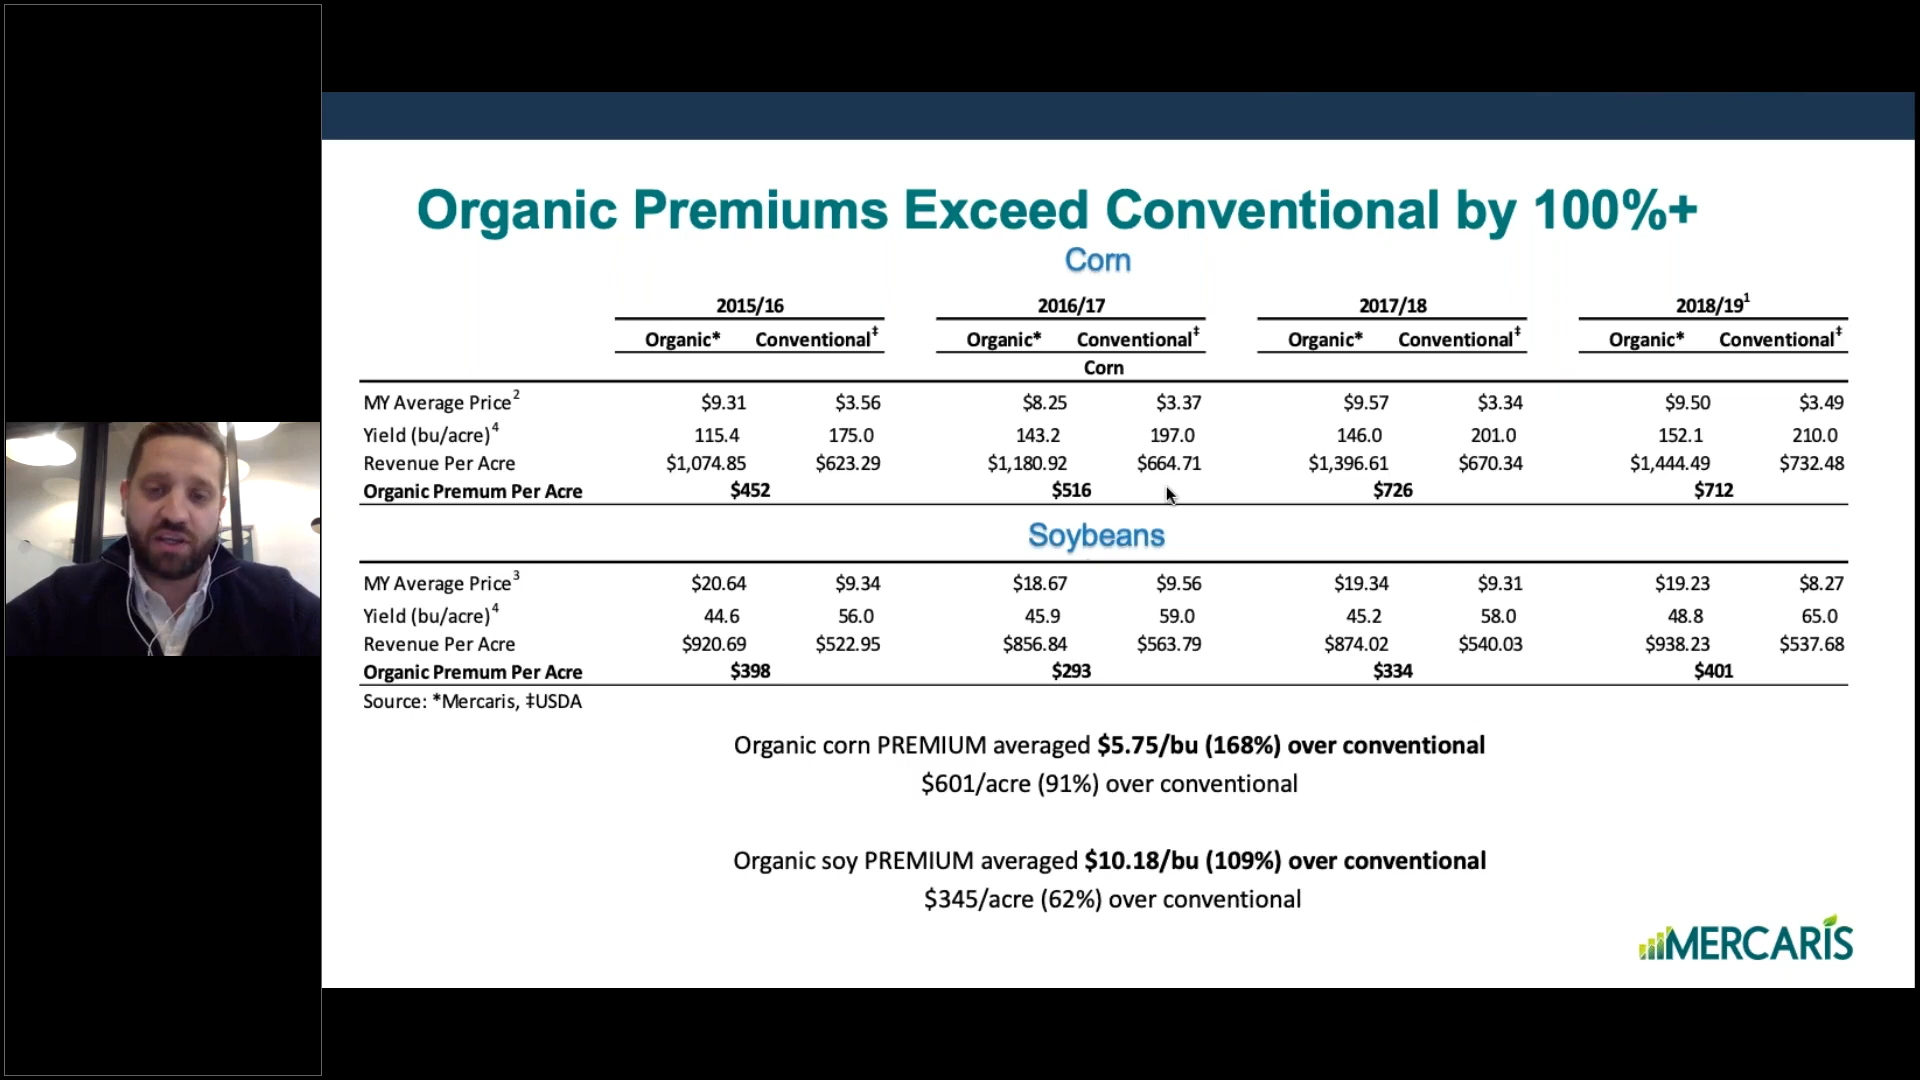 Organic Premiums Exceed Conventional by 100%+
Corn
2015/16 2016/17 2017/18 2018/19¹
Organic* Conventional‡ Organic* Conventional‡ Organic* Conventional‡ Organic* Conventional‡
Corn
MY Average Price² $9.31 $3.56 $8.25 $3.37 $9.57 $3.34 $9.50 $3.49
Yield (bu/acre)⁴ 115.4 175.0 143.2 197.0 146.0 201.0 152.1 210.0
Revenue Per Acre $1,074.85 $623.29 $1,180.92 $664.71 $1,396.61 $670.34 $1,444.49 $732.48
Organic Premum Per Acre $452 $516 $726 $712
Soybeans
MY Average Price³ $20.64 $9.34 $18.67 $9.56 $19.34 $9.31 $19.23 $8.27
Yield (bu/acre)⁴ 44.6 56.0 45.9 59.0 45.2 58.0 48.8 65.0
Revenue Per Acre $920.69 $522.95 $856.84 $563.79 $874.02 $540.03 $938.23 $537.68
Organic Premum Per Acre $398 $293 $334 $401
Source: *Mercaris, ‡USDA
Organic corn PREMIUM averaged $5.75/bu (168%) over conventional
$601/acre (91%) over conventional
Organic soy PREMIUM averaged $10.18/bu (109%) over conventional
$345/acre (62%) over conventional
MERCARIS